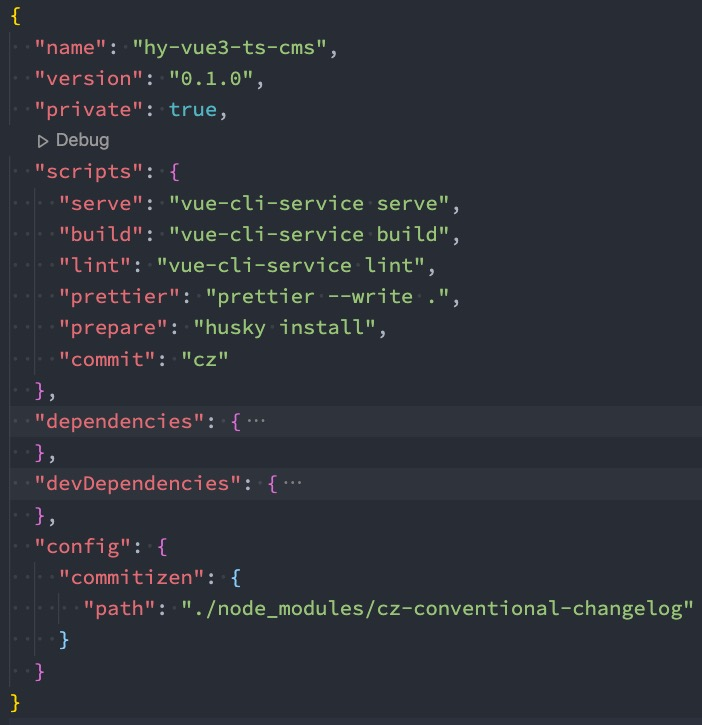 {
  "name": "hy-vue3-ts-cms",
  "version": "0.1.0",
  "private": true,
  Debug
  "scripts": {
    "serve": "vue-cli-service serve",
    "build": "vue-cli-service build",
    "lint": "vue-cli-service lint",
    "prettier": "prettier --write .",
    "prepare": "husky install",
    "commit": "cz"
  },
  "dependencies": { ···
  },
  "devDependencies": { ···
  },
  "config": {
    "commitizen": {
      "path": "./node_modules/cz-conventional-changelog"
    }
  }
}